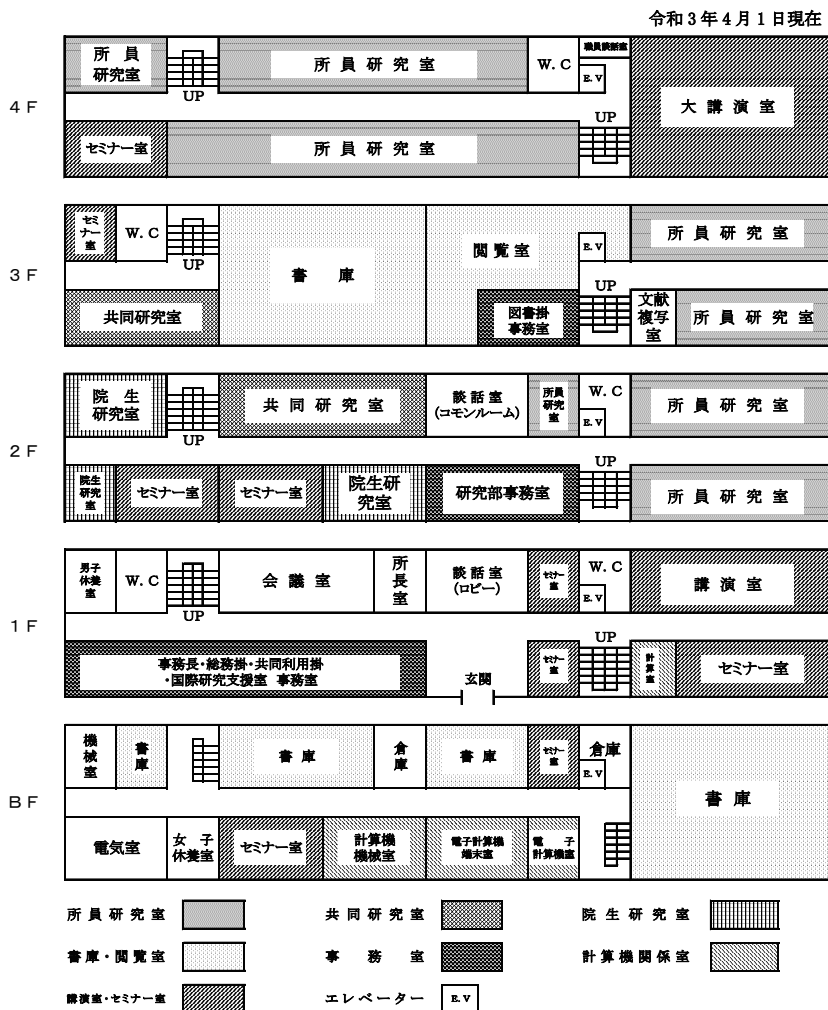 令和3年4月1日現在
所 員
研究室
UP
所 員 研 究 室
W.C
職員談話室
E.V
大 講 演 室
4F
セミナー室
所 員 研 究 室
UP
セミ
ナー
室
W.C
UP
書 庫
閲覧室
E.V
所 員 研 究 室
3F
共同研究室
図書掛
事務室
UP
文献
複写
室
所 員 研 究 室
院 生
研究室
UP
共 同 研 究 室
談話室
(コモンルーム)
所員
研究
室
W.C
E.V
所 員 研 究 室
2F
院生
研究
室
セミナー室
セミナー室
院生研
究室
研究部事務室
UP
所 員 研 究 室
男子
休養
室
W.C
UP
会 議 室
所
長
室
談話室
(ロビー)
セミナー
室
W.C
E.V
講 演 室
1F
事務長・総務掛・共同利用掛
・国際研究支援室 事務室
玄関
セミナー
室
UP
計
算
室
セミナー室
機
械
室
書
庫
書 庫
倉
庫
書 庫
セミナー
室
倉庫
E.V
書 庫
BF
電気室
女 子
休養室
セミナー室
計算機
機械室
電子計算機
端末室
電 子
計算機室
所 員 研 究 室
共 同 研 究 室
院 生 研 究 室
書庫・閲覧室
事 務 室
計算機関係室
講演室・セミナー室
エレベーター
E.V